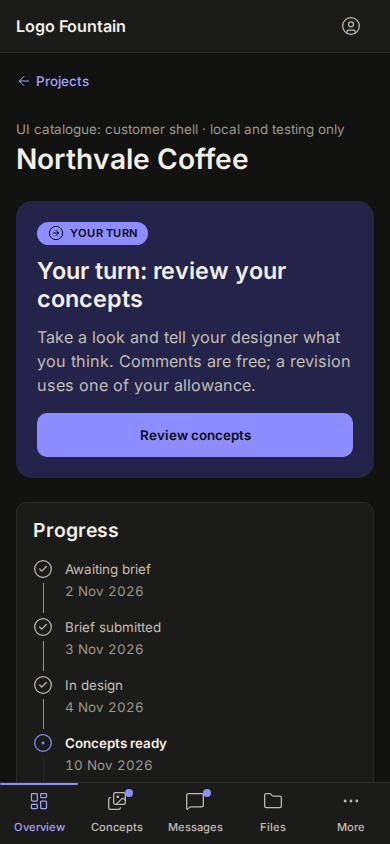 Logo Fountain
← Projects
UI catalogue: customer shell · local and testing only
Northvale Coffee
YOUR TURN
Your turn: review your
concepts
Take a look and tell your designer what
you think. Comments are free; a revision
uses one of your allowance.
Review concepts
Progress
Awaiting brief
2 Nov 2026
Brief submitted
3 Nov 2026
In design
4 Nov 2026
Concepts ready
10 Nov 2026
Overview Concepts Messages Files More